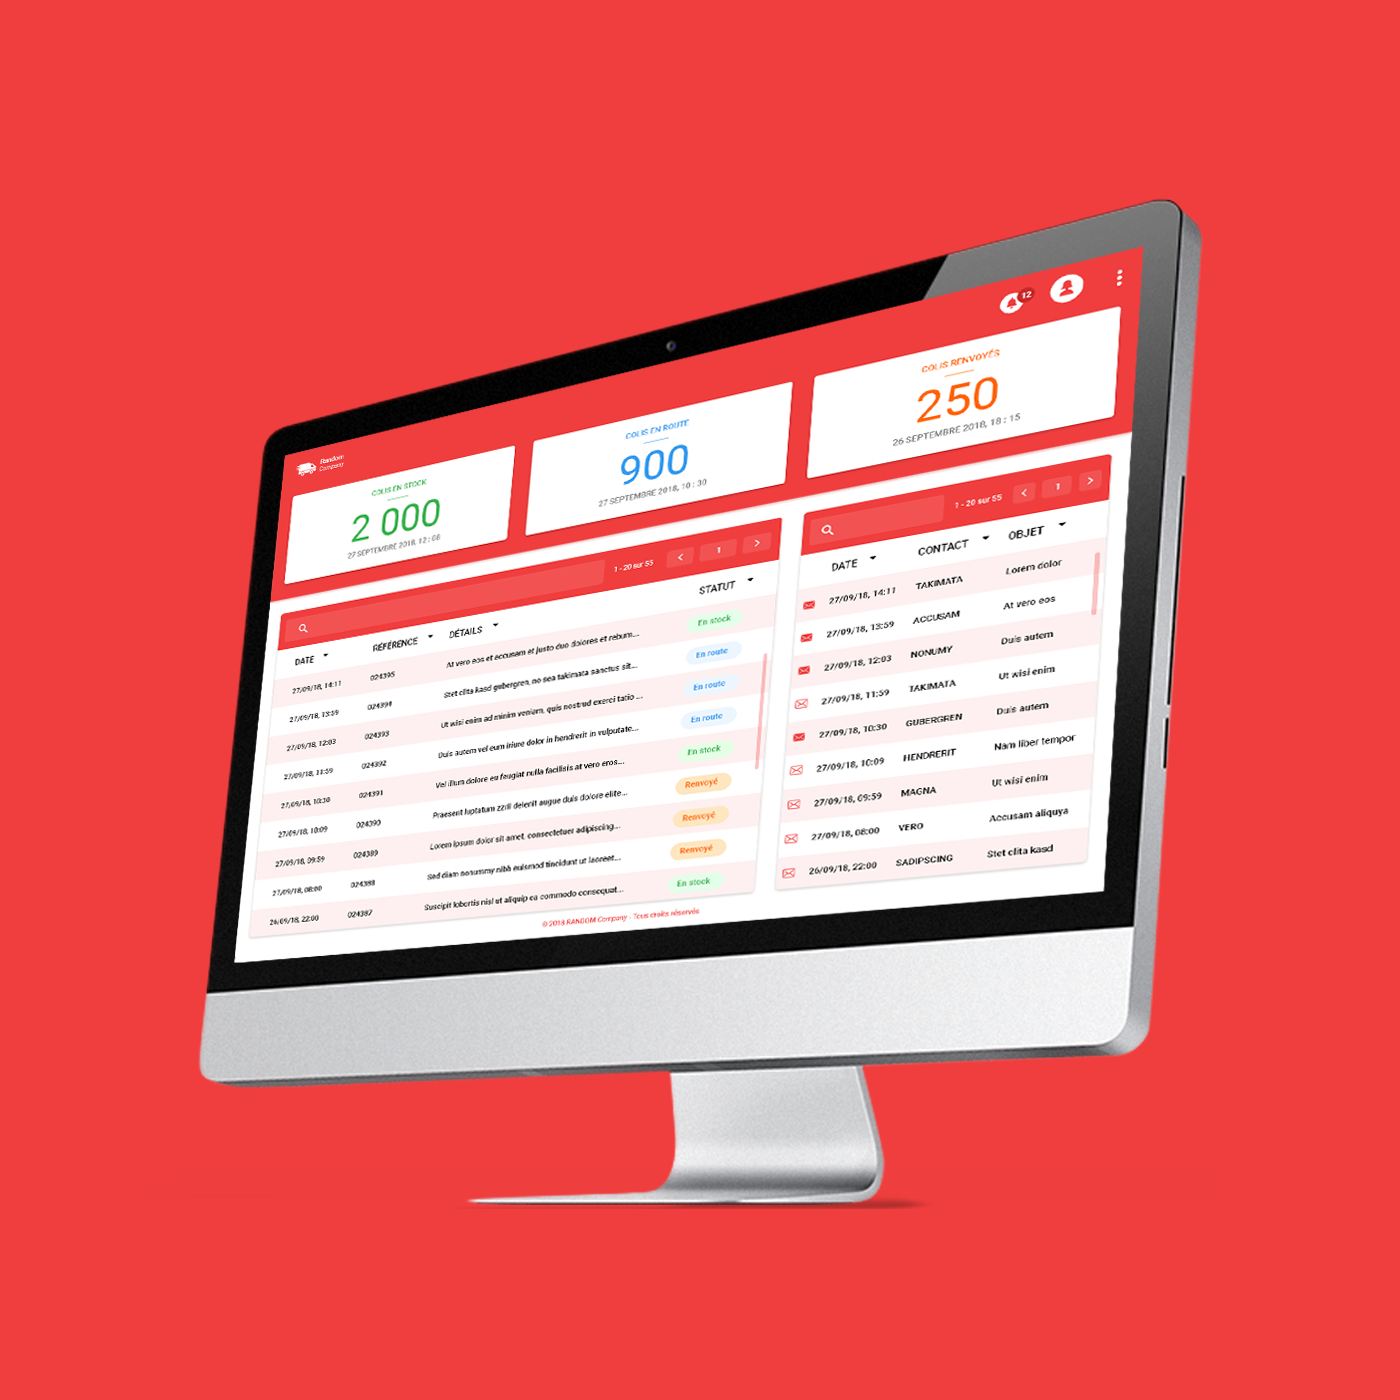 Random
Company
12
COLIS EN STOCK
2 000
27 SEPTEMBRE 2018, 12 : 08
COLIS EN ROUTE
900
27 SEPTEMBRE 2018, 10 : 30
COLIS RENVOYÉS
250
26 SEPTEMBRE 2018, 18 : 15
1 - 20 sur 55 < 1 >
DATE RÉFÉRENCE DÉTAILS STATUT
27/09/18, 14:11 024395 At vero eos et accusam et justo duo dolores et rebum... En stock
27/09/18, 13:59 024394 Stet clita kasd gubergren, no sea takimata sanctus sit... En route
27/09/18, 12:03 024393 Ut wisi enim ad minim veniam, quis nostrud exerci tatio ... En route
27/09/18, 11:59 024392 Duis autem vel eum iriure dolor in hendrerit in vulputate... En route
27/09/18, 10:30 024391 Vel illum dolore eu feugiat nulla facilisis at vero eros... En stock
27/09/18, 10:09 024390 Praesent luptatum zzril delenit augue duis dolore elite... Renvoyé
27/09/18, 09:59 024389 Lorem ipsum dolor sit amet, consectetuer adipiscing... Renvoyé
27/09/18, 08:00 024388 Sed diam nonummy nibh euismod tincidunt ut laoreet... Renvoyé
26/09/18, 22:00 024387 Suscipit lobortis nisl ut aliquip ea commodo consequat... En stock
1 - 20 sur 55 < 1 >
DATE CONTACT OBJET
27/09/18, 14:11 TAKIMATA Lorem dolor
27/09/18, 13:59 ACCUSAM At vero eos
27/09/18, 12:03 NONUMY Duis autem
27/09/18, 11:59 TAKIMATA Ut wisi enim
27/09/18, 10:30 GUBERGREN Duis autem
27/09/18, 10:09 HENDRERIT Nam liber tempor
27/09/18, 09:59 MAGNA Ut wisi enim
27/09/18, 08:00 VERO Accusam aliquya
26/09/18, 22:00 SADIPSCING Stet clita kasd
© 2018 RANDOM Company - Tous droits réservés